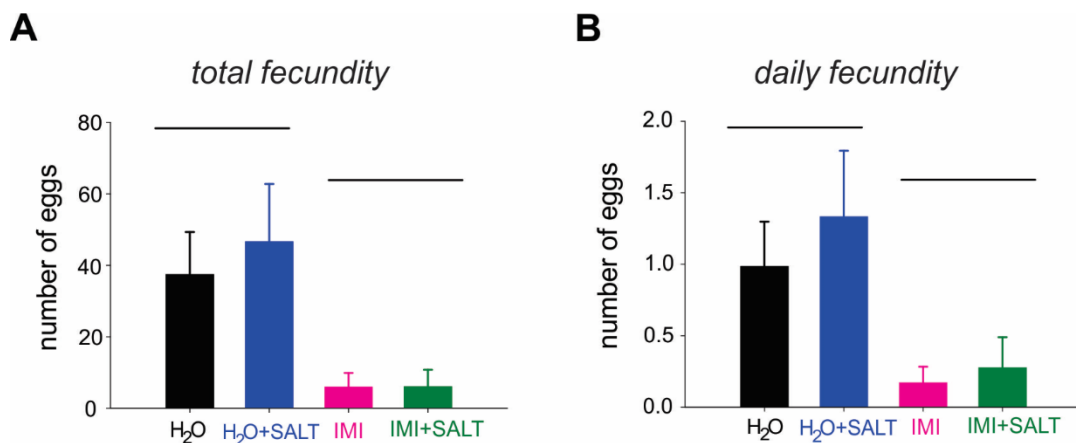 A
total fecundity
number of eggs
80
60
40
20
0
H₂O
H₂O+SALT
IMI
IMI+SALT
B
daily fecundity
number of eggs
2.0
1.5
1.0
0.5
0.0
H₂O
H₂O+SALT
IMI
IMI+SALT